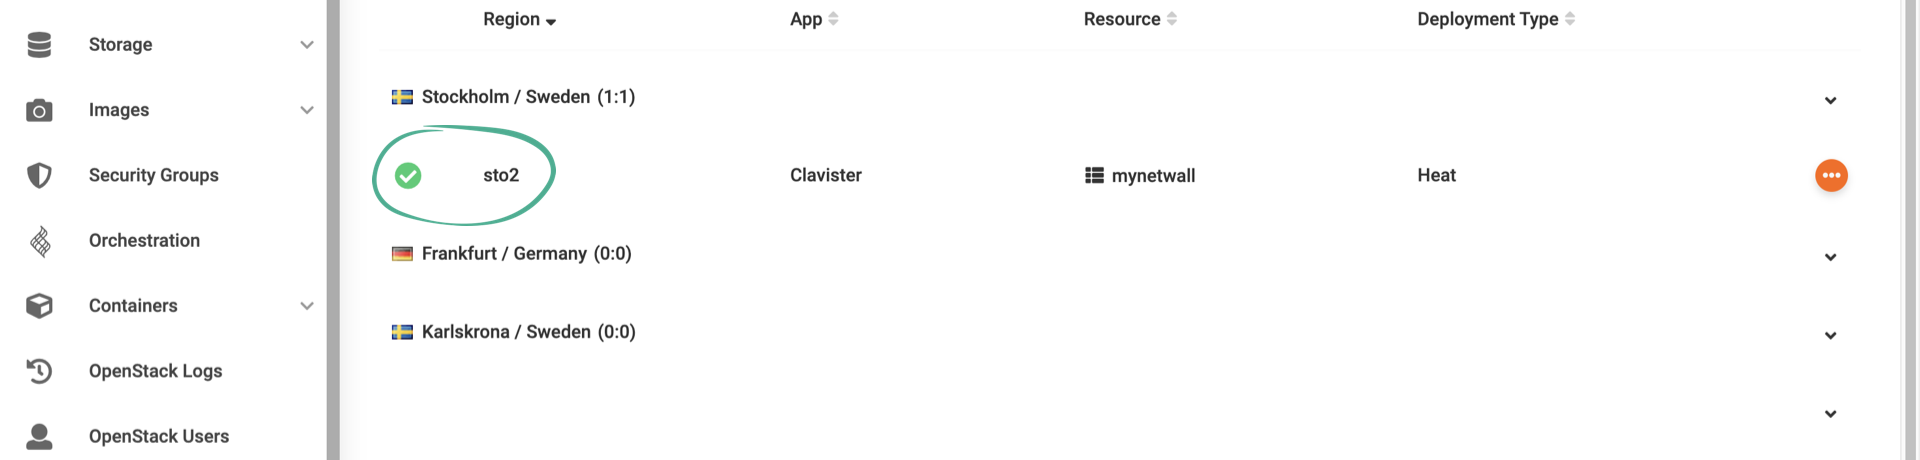 Storage
Images
Security Groups
Orchestration
Containers
OpenStack Logs
OpenStack Users
Region App Resource Deployment Type
Stockholm / Sweden (1:1)
sto2 Clavister mynetwall Heat
Frankfurt / Germany (0:0)
Karlskrona / Sweden (0:0)